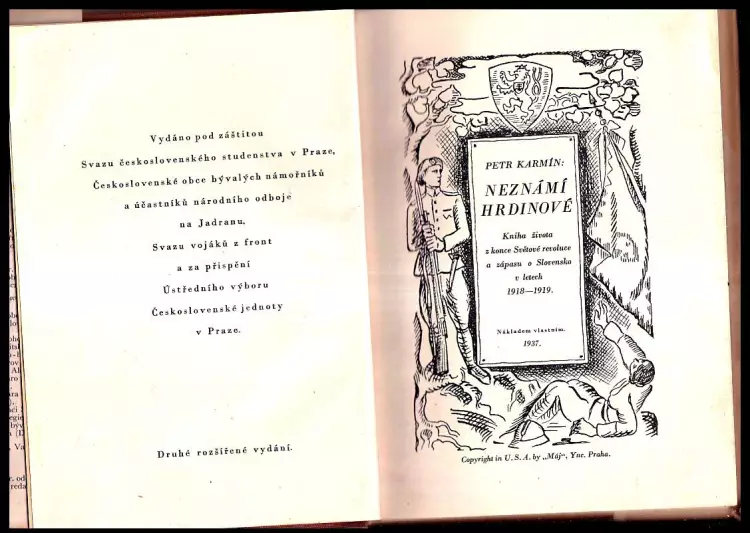 Vydáno pod záštitou
Svazu československého studenstva v Praze,
Československé obce bývalých námořníků
a účastníků národního odboje
na Jadranu,
Svazu vojáků z front
a za přispění
Ústředního výboru
Československé jednoty
v Praze.
Druhé rozšířené vydání.
PETR KARMÍN:
NEZNÁMÍ
HRDINOVÉ
Kniha života
z konce Světové revoluce
a zápasu o Slovensko
v letech
1918—1919.
Nákladem vlastním.
1937.
Copyright in U. S. A. by „Máj“, Ync. Praha.